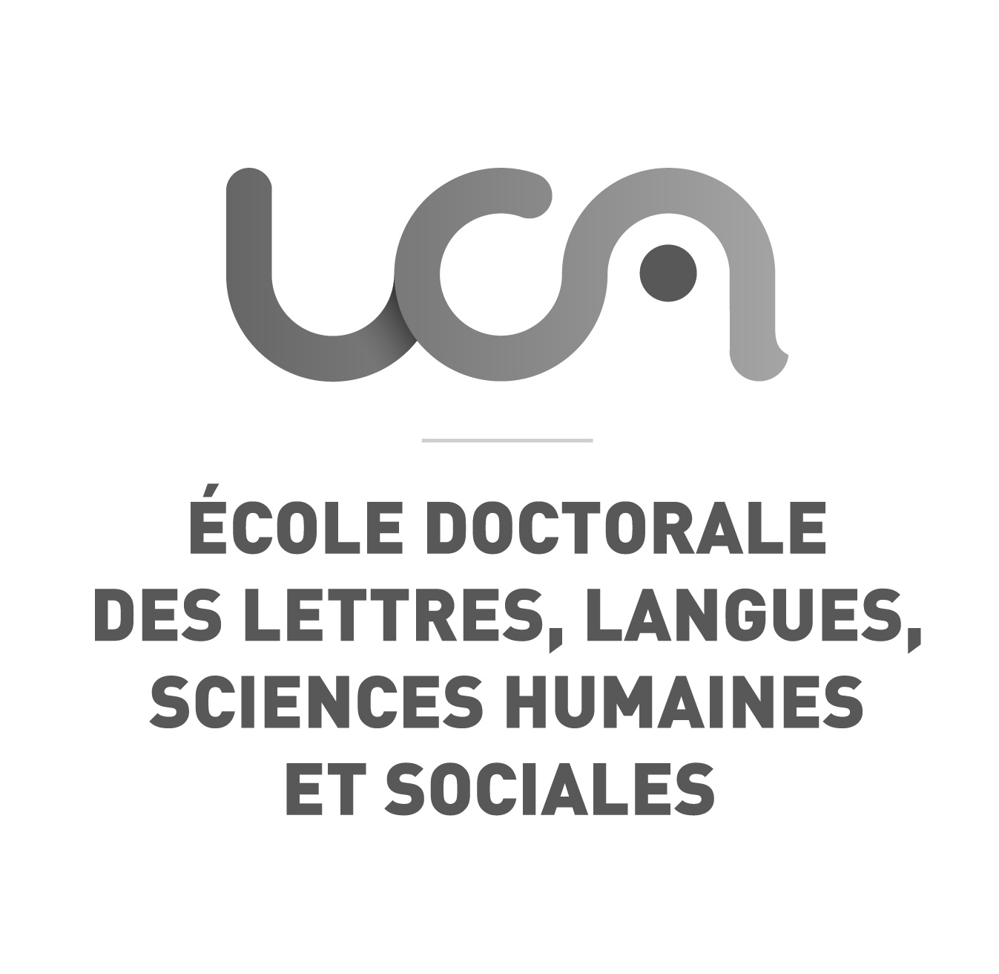 uca
ÉCOLE DOCTORALE
DES LETTRES, LANGUES,
SCIENCES HUMAINES
ET SOCIALES